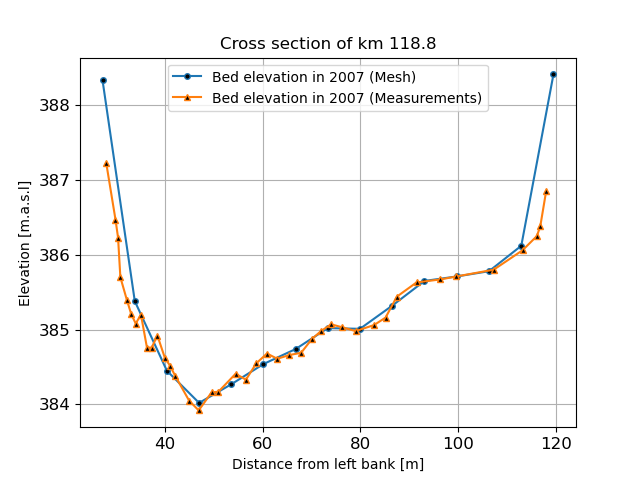 Cross section of km 118.8
Bed elevation in 2007 (Mesh)
Bed elevation in 2007 (Measurements)
Elevation [m.a.s.l]
388
387
386
385
384
40 60 80 100 120
Distance from left bank [m]